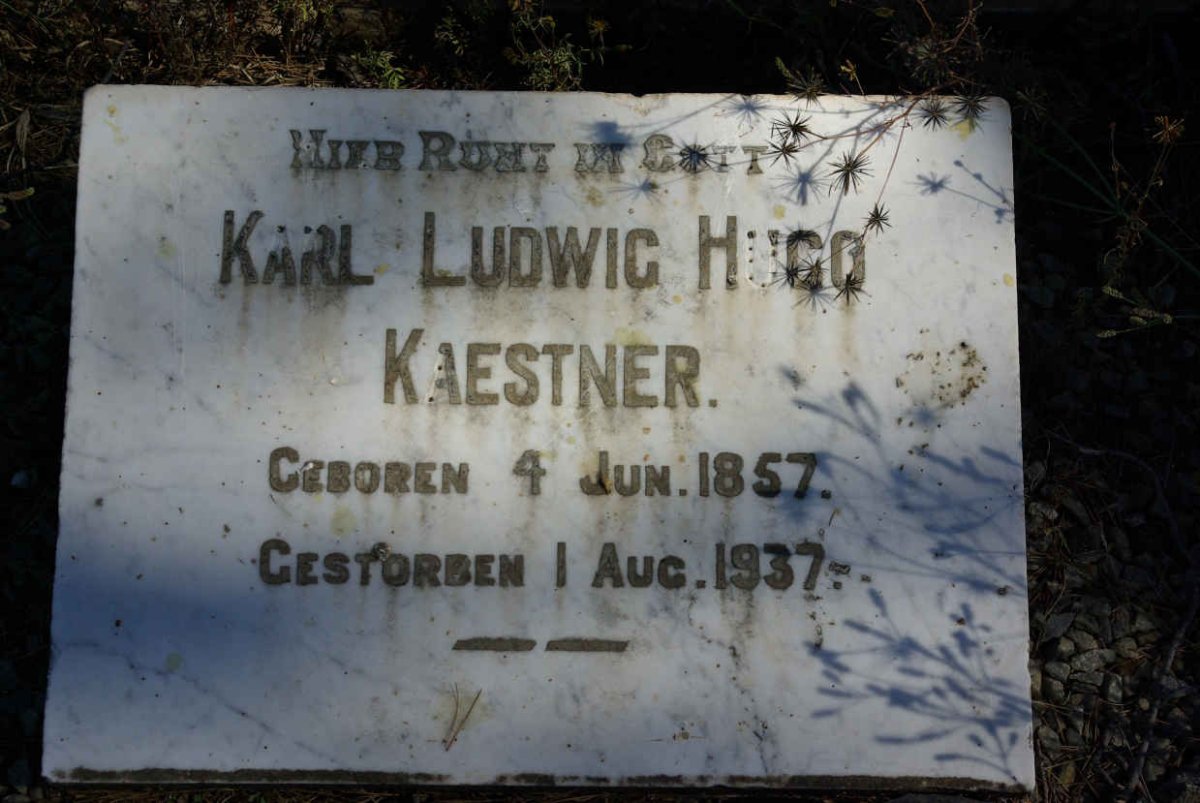 HIER RUHT IN GOTT
KARL LUDWIG HUGO
KAESTNER.
GEBOREN 4 JUN. 1857.
GESTORBEN 1 AUG. 1937.